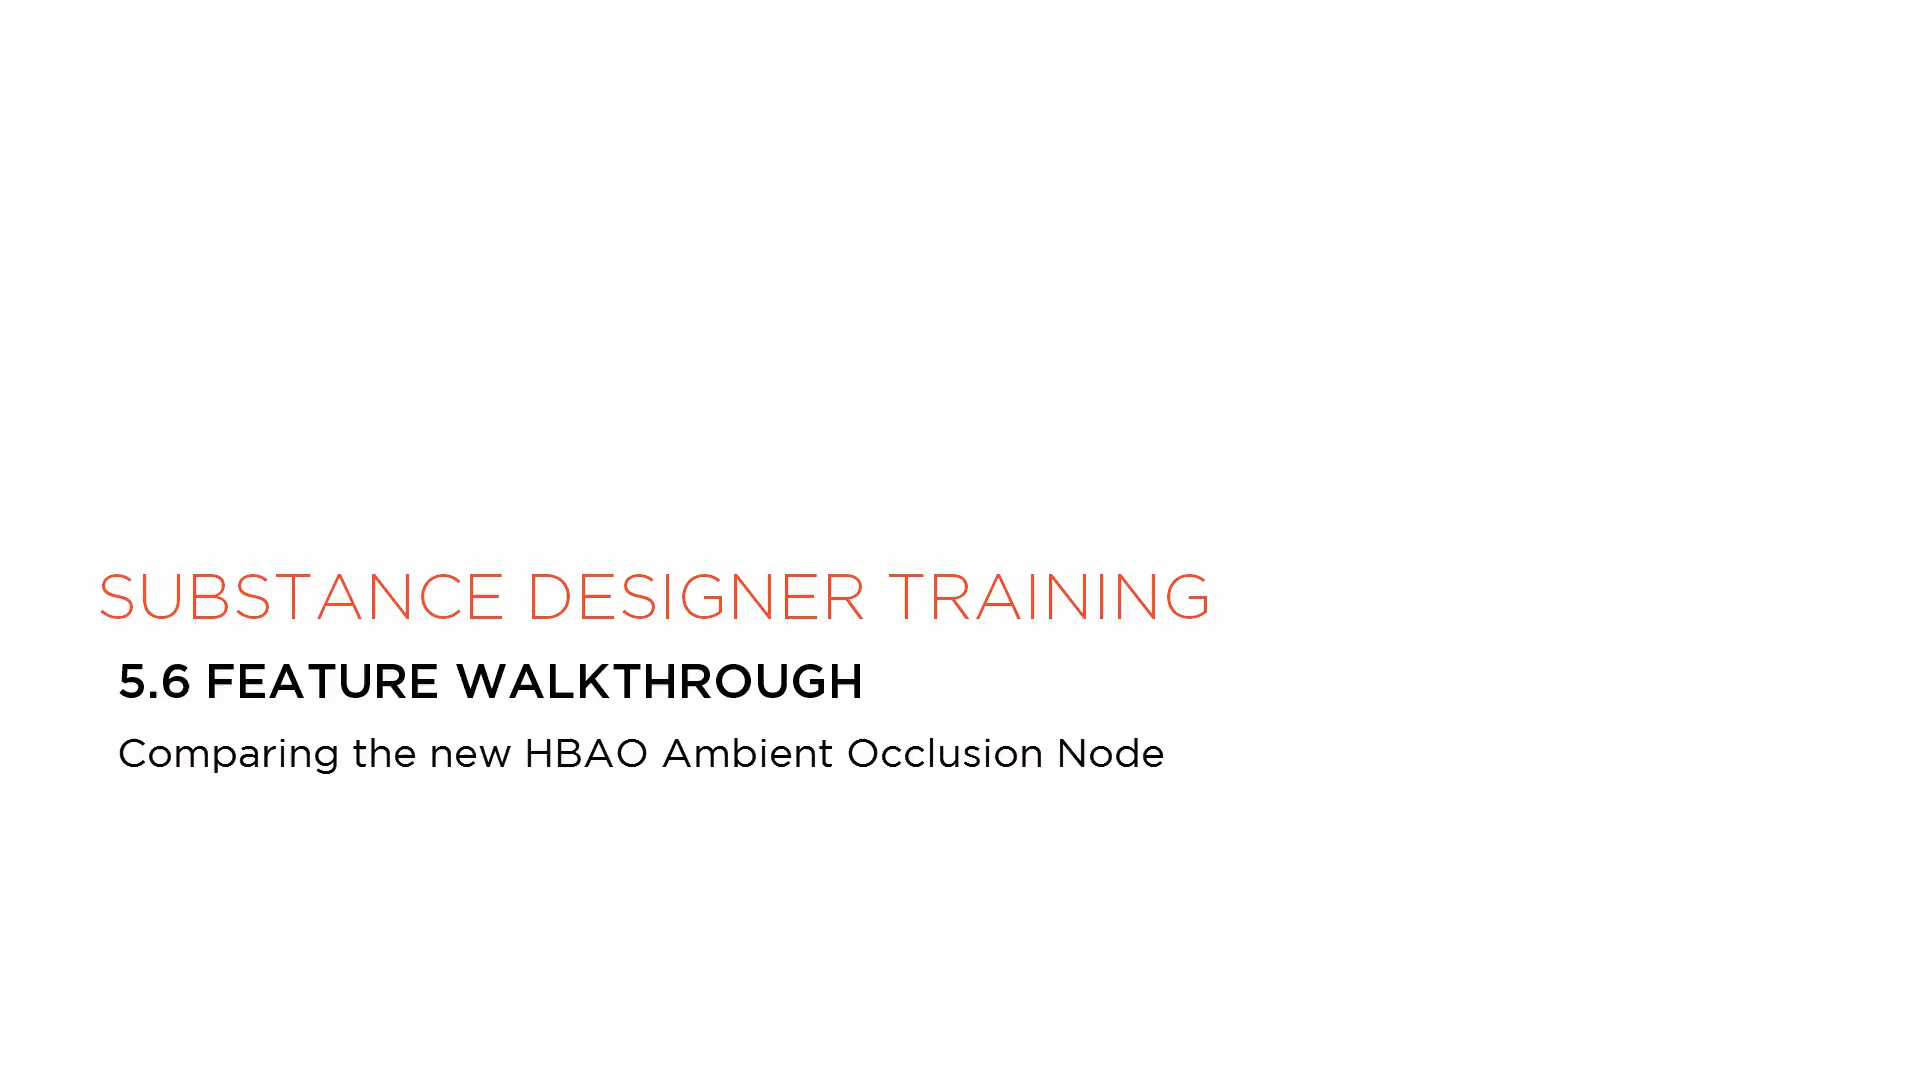 SUBSTANCE DESIGNER TRAINING
5.6 FEATURE WALKTHROUGH
Comparing the new HBAO Ambient Occlusion Node